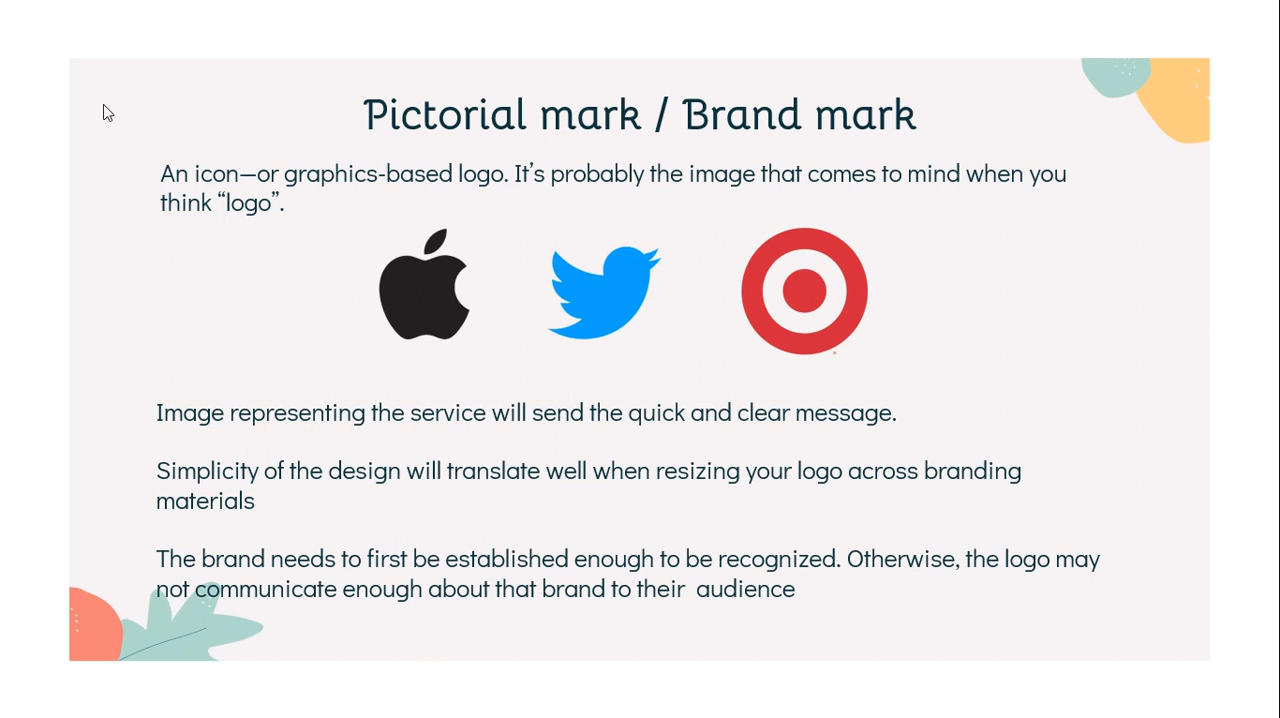 Pictorial mark / Brand mark
An icon—or graphics-based logo. It’s probably the image that comes to mind when you
think “logo”.
Image representing the service will send the quick and clear message.
Simplicity of the design will translate well when resizing your logo across branding
materials
The brand needs to first be established enough to be recognized. Otherwise, the logo may
not communicate enough about that brand to their  audience